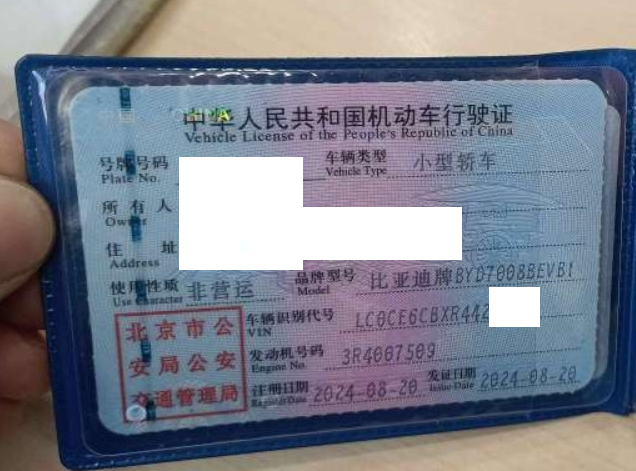 中华人民共和国机动车行驶证
Vehicle License of the People's Republic of China
号牌号码
Plate No.
车辆类型 小型轿车
Vehicle Type
所有人
Owner
住 址
Address
使用性质 非营运
Use Character
品牌型号 比亚迪牌BYD7008BEVB1
Model
北京市公
安局公安
交通管理局
车辆识别代号 LC0CE6CBXR442
VIN
发动机号码 3R4007509
Engine No.
注册日期 2024-08-20
Register Date
发证日期 2024-08-20
Issue Date